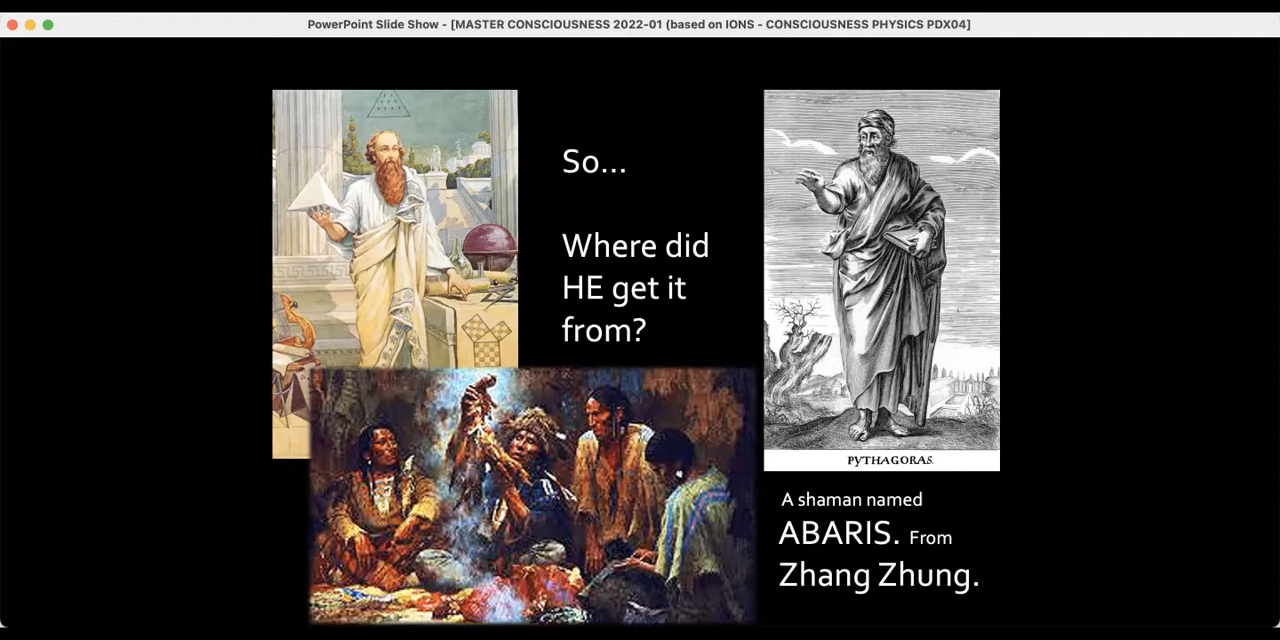 PowerPoint Slide Show - [MASTER CONSCIOUSNESS 2022-01 (based on IONS - CONSCIOUSNESS PHYSICS PDX04]
So...
Where did
HE get it
from?
PYTHAGORAS.
A shaman named
ABARIS. From
Zhang Zhung.